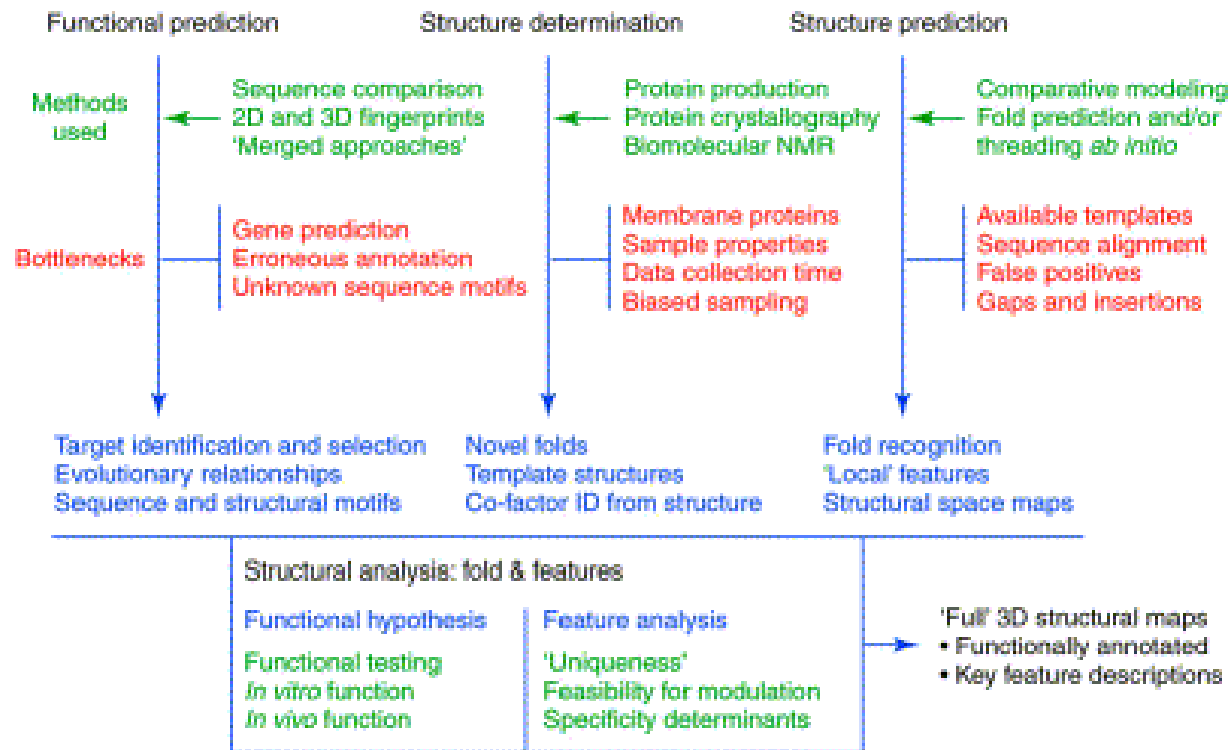 Functional prediction
Structure determination
Structure prediction
Methods
used
Sequence comparison
2D and 3D fingerprints
'Merged approaches'
Protein production
Protein crystallography
Biomolecular NMR
Comparative modeling
Fold prediction and/or
threading ab initio
Bottlenecks
Gene prediction
Erroneous annotation
Unknown sequence motifs
Membrane proteins
Sample properties
Data collection time
Biased sampling
Available templates
Sequence alignment
False positives
Gaps and insertions
Target identification and selection
Evolutionary relationships
Sequence and structural motifs
Novel folds
Template structures
Co-factor ID from structure
Fold recognition
'Local' features
Structural space maps
Structural analysis: fold & features
Functional hypothesis
Functional testing
In vitro function
In vivo function
Feature analysis
'Uniqueness'
Feasibility for modulation
Specificity determinants
'Full' 3D structural maps
• Functionally annotated
• Key feature descriptions